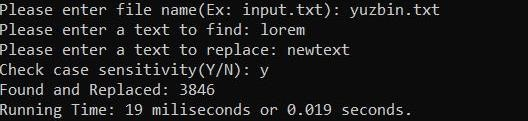 Please enter file name(Ex: input.txt): yuzbin.txt
Please enter a text to find: lorem
Please enter a text to replace: newtext
Check case sensitivity(Y/N): y
Found and Replaced: 3846
Running Time: 19 miliseconds or 0.019 seconds.